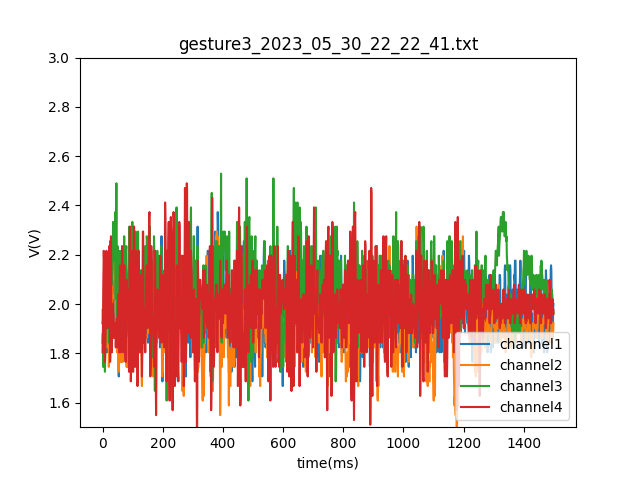 gesture3_2023_05_30_22_22_41.txt
3.0
2.8
2.6
2.4
2.2
2.0
1.8
1.6
V(V)
channel1
channel2
channel3
channel4
0 200 400 600 800 1000 1200 1400
time(ms)